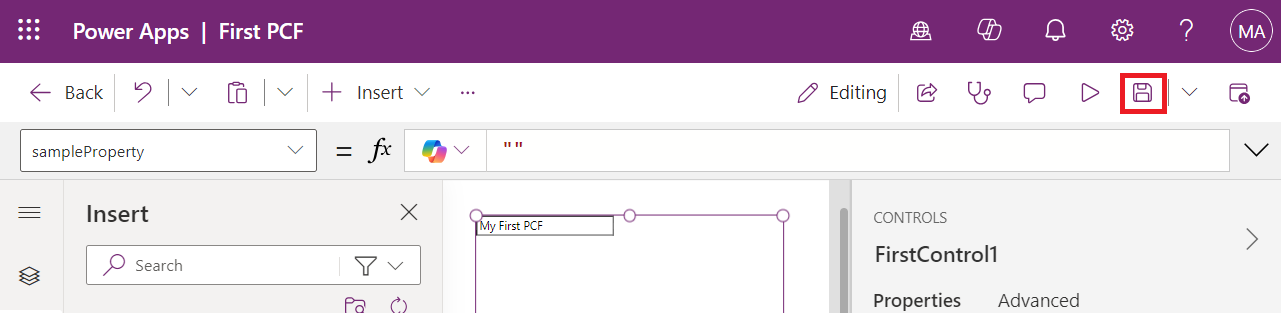 Power Apps | First PCF
MA
Back
Insert
...
Editing
sampleProperty
= fx
""
Insert
Search
My First PCF
CONTROLS
FirstControl1
Properties Advanced